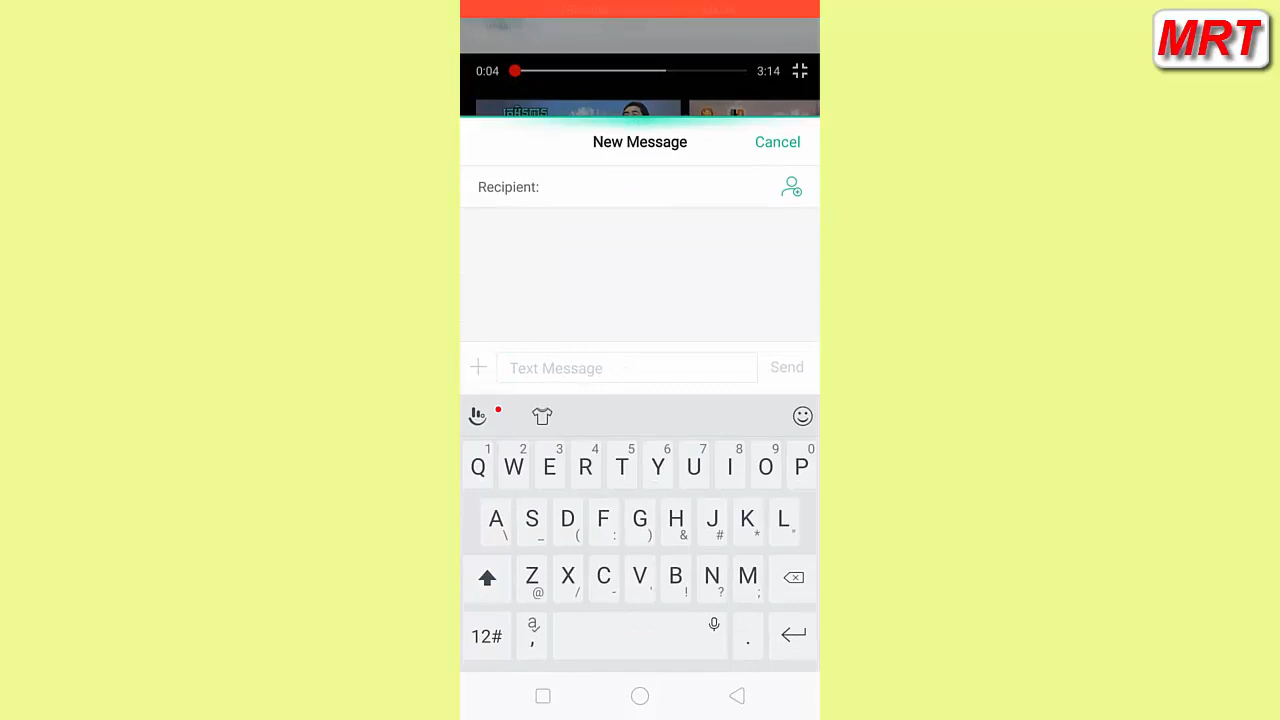 MRT
0:04
3:14
New Message
Cancel
Recipient:
Text Message
Send
1 2 3 4 5 6 7 8 9 0
Q W E R T Y U I O P
A S D F G H J K L
\ _ ( : ) & # * "
Z X C V B N M
@ / - ' ! ? ;
12# a , .